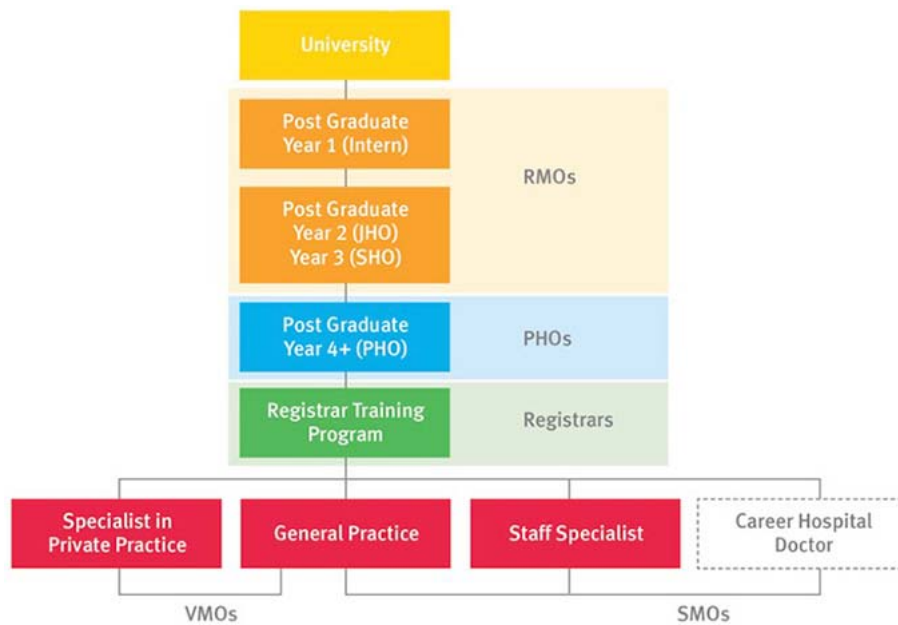 University
Post Graduate
Year 1 (Intern)
RMOs
Post Graduate
Year 2 (JHO)
Year 3 (SHO)
Post Graduate
Year 4+ (PHO)
PHOs
Registrar Training
Program
Registrars
Specialist in
Private Practice
General Practice
Staff Specialist
Career Hospital
Doctor
VMOs
SMOs